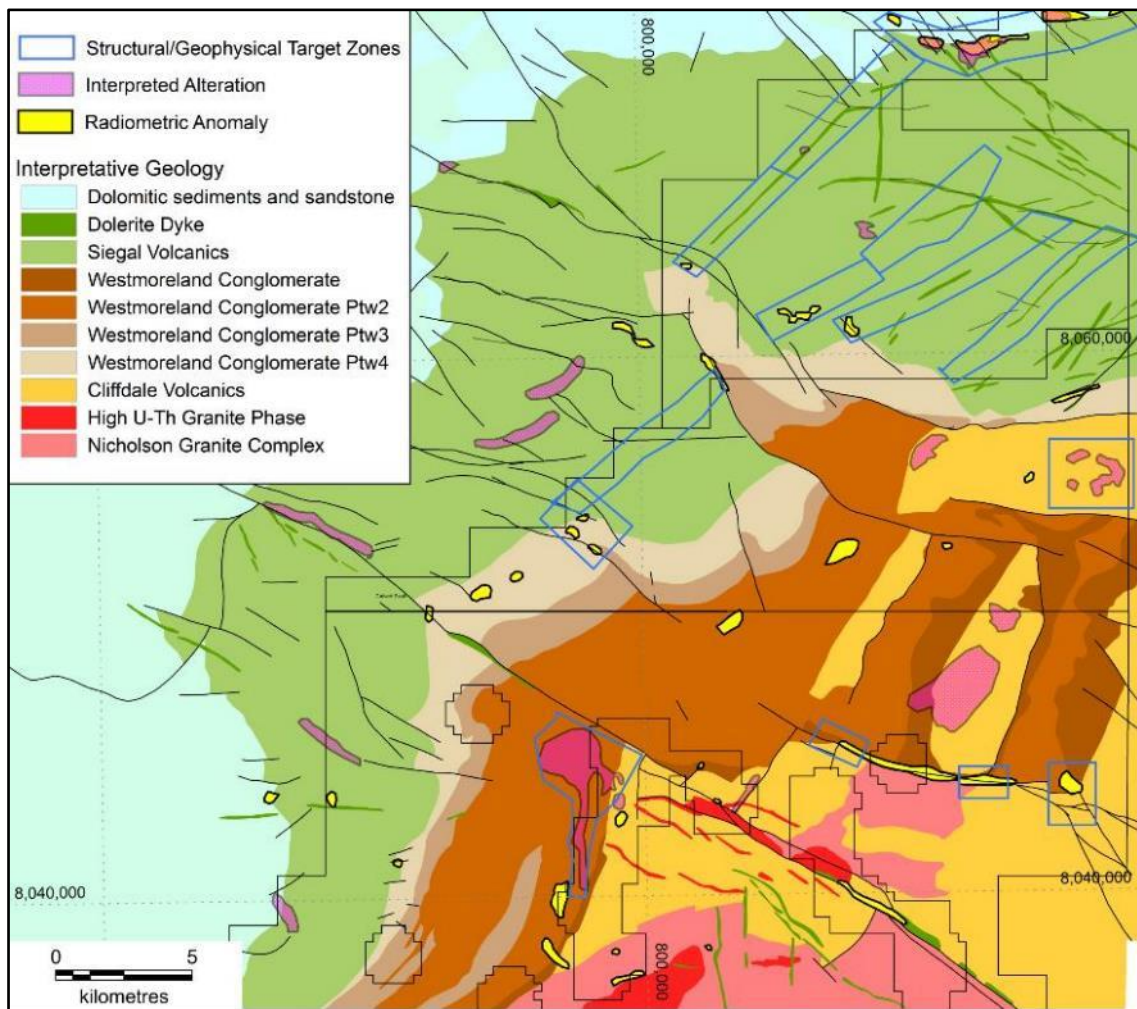 Structural/Geophysical Target Zones
Interpreted Alteration
Radiometric Anomaly
Interpretative Geology
Dolomitic sediments and sandstone
Dolerite Dyke
Siegal Volcanics
Westmoreland Conglomerate
Westmoreland Conglomerate Ptw2
Westmoreland Conglomerate Ptw3
Westmoreland Conglomerate Ptw4
Cliffdale Volcanics
High U-Th Granite Phase
Nicholson Granite Complex
800,000
8,060,000
8,040,000
8,040,000
800,000
0 5
kilometres